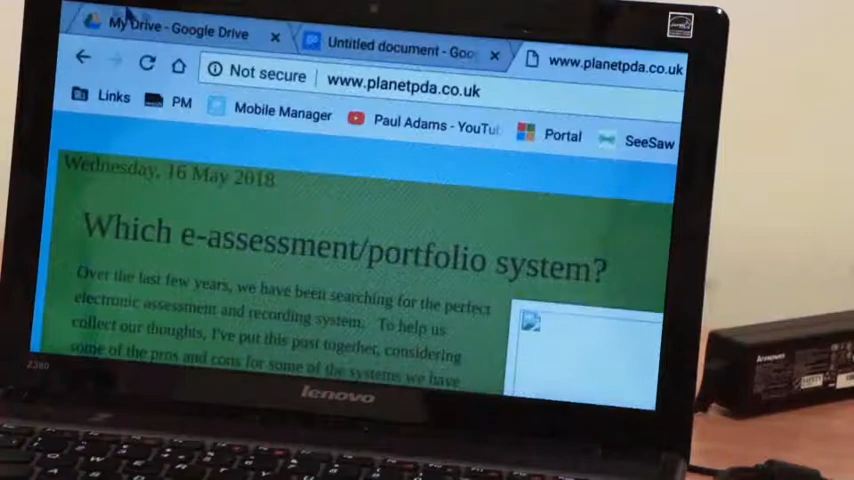 My Drive - Google Drive
Untitled document - Goo
www.planetpda.co.uk
Not secure | www.planetpda.co.uk
Links PM Mobile Manager Paul Adams - YouTu Portal SeeSaw
Wednesday, 16 May 2018
Which e-assessment/portfolio system?
Over the last few years, we have been searching for the perfect
electronic assessment and recording system. To help us
collect our thoughts, I've put this post together, considering
some of the pros and cons for some of the systems we have
Z380
lenovo
lenovo